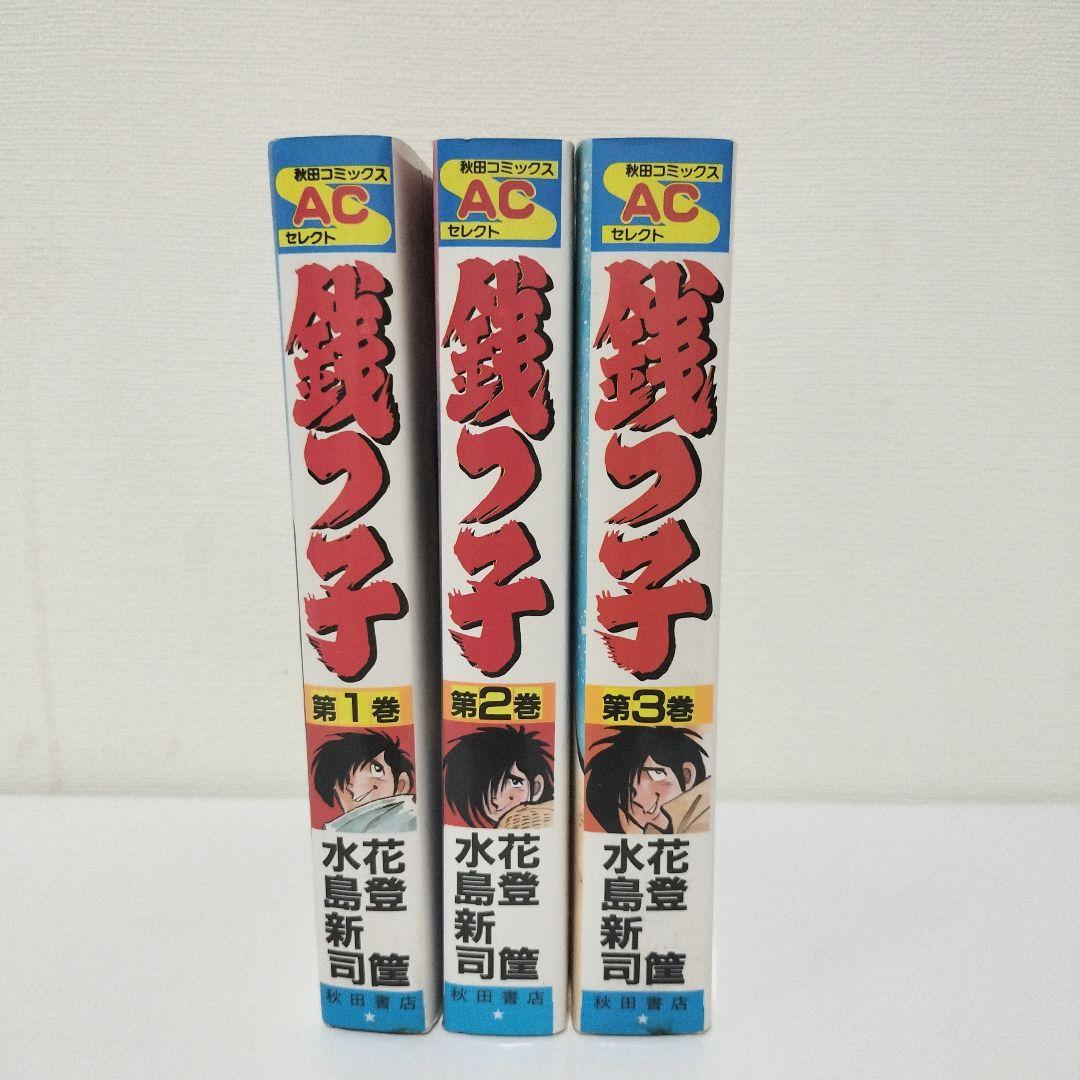 秋田コミックス
AC
セレクト
銭っ子
第1巻
花登 筺
水島新司
秋田書店
秋田コミックス
AC
セレクト
銭っ子
第2巻
花登 筺
水島新司
秋田書店
秋田コミックス
AC
セレクト
銭っ子
第3巻
花登 筺
水島新司
秋田書店